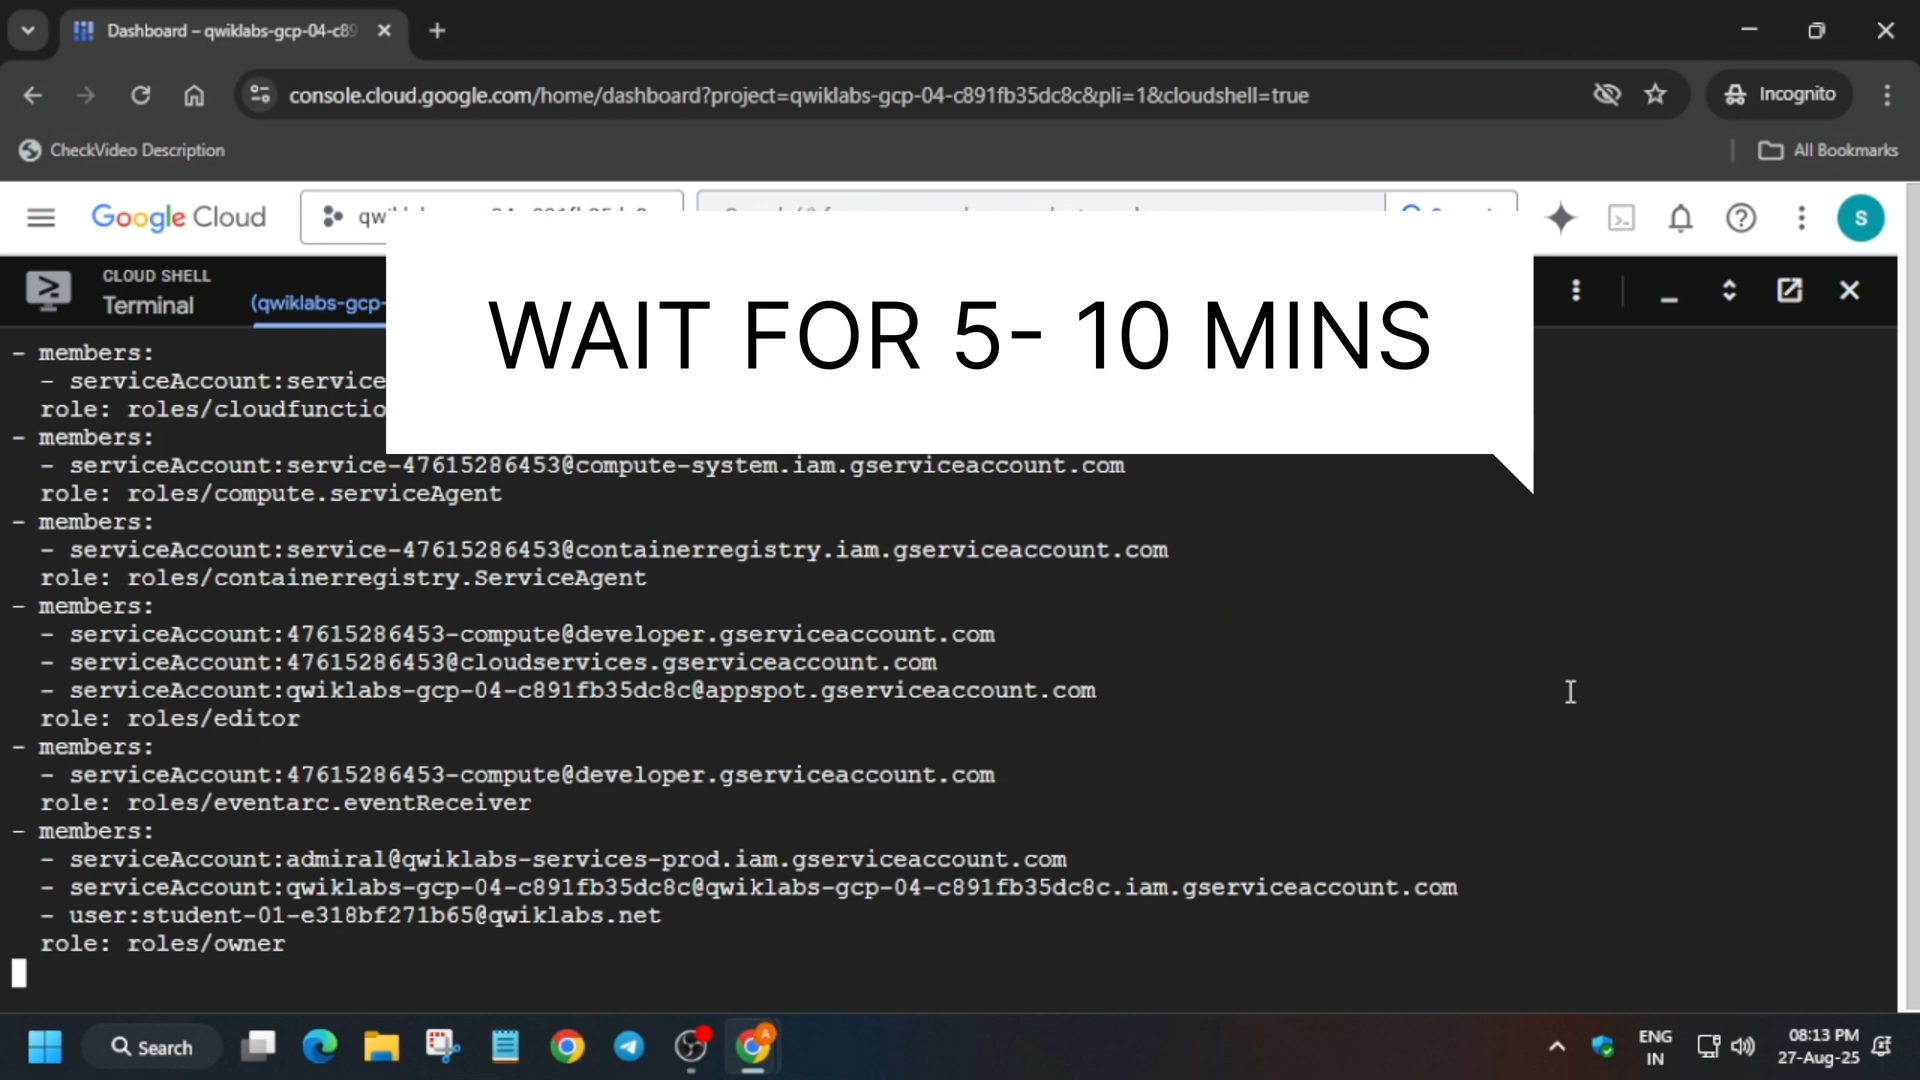 Dashboard – qwiklabs-gcp-04-c89
console.cloud.google.com/home/dashboard?project=qwiklabs-gcp-04-c891fb35dc8c&pli=1&cloudshell=true
Incognito
CheckVideo Description
All Bookmarks
Google Cloud
S
CLOUD SHELL
Terminal
(qwiklabs-gcp-
WAIT FOR 5- 10 MINS
- members:
- serviceAccount:service
role: roles/cloudfunctio
- members:
- serviceAccount:service-47615286453@compute-system.iam.gserviceaccount.com
role: roles/compute.serviceAgent
- members:
- serviceAccount:service-47615286453@containerregistry.iam.gserviceaccount.com
role: roles/containerregistry.ServiceAgent
- members:
- serviceAccount:47615286453-compute@developer.gserviceaccount.com
- serviceAccount:47615286453@cloudservices.gserviceaccount.com
- serviceAccount:qwiklabs-gcp-04-c891fb35dc8c@appspot.gserviceaccount.com
role: roles/editor
- members:
- serviceAccount:47615286453-compute@developer.gserviceaccount.com
role: roles/eventarc.eventReceiver
- members:
- serviceAccount:admiral@qwiklabs-services-prod.iam.gserviceaccount.com
- serviceAccount:qwiklabs-gcp-04-c891fb35dc8c@qwiklabs-gcp-04-c891fb35dc8c.iam.gserviceaccount.com
- user:student-01-e318bf271b65@qwiklabs.net
role: roles/owner
Search
A
ENG
IN
08:13 PM
27-Aug-25